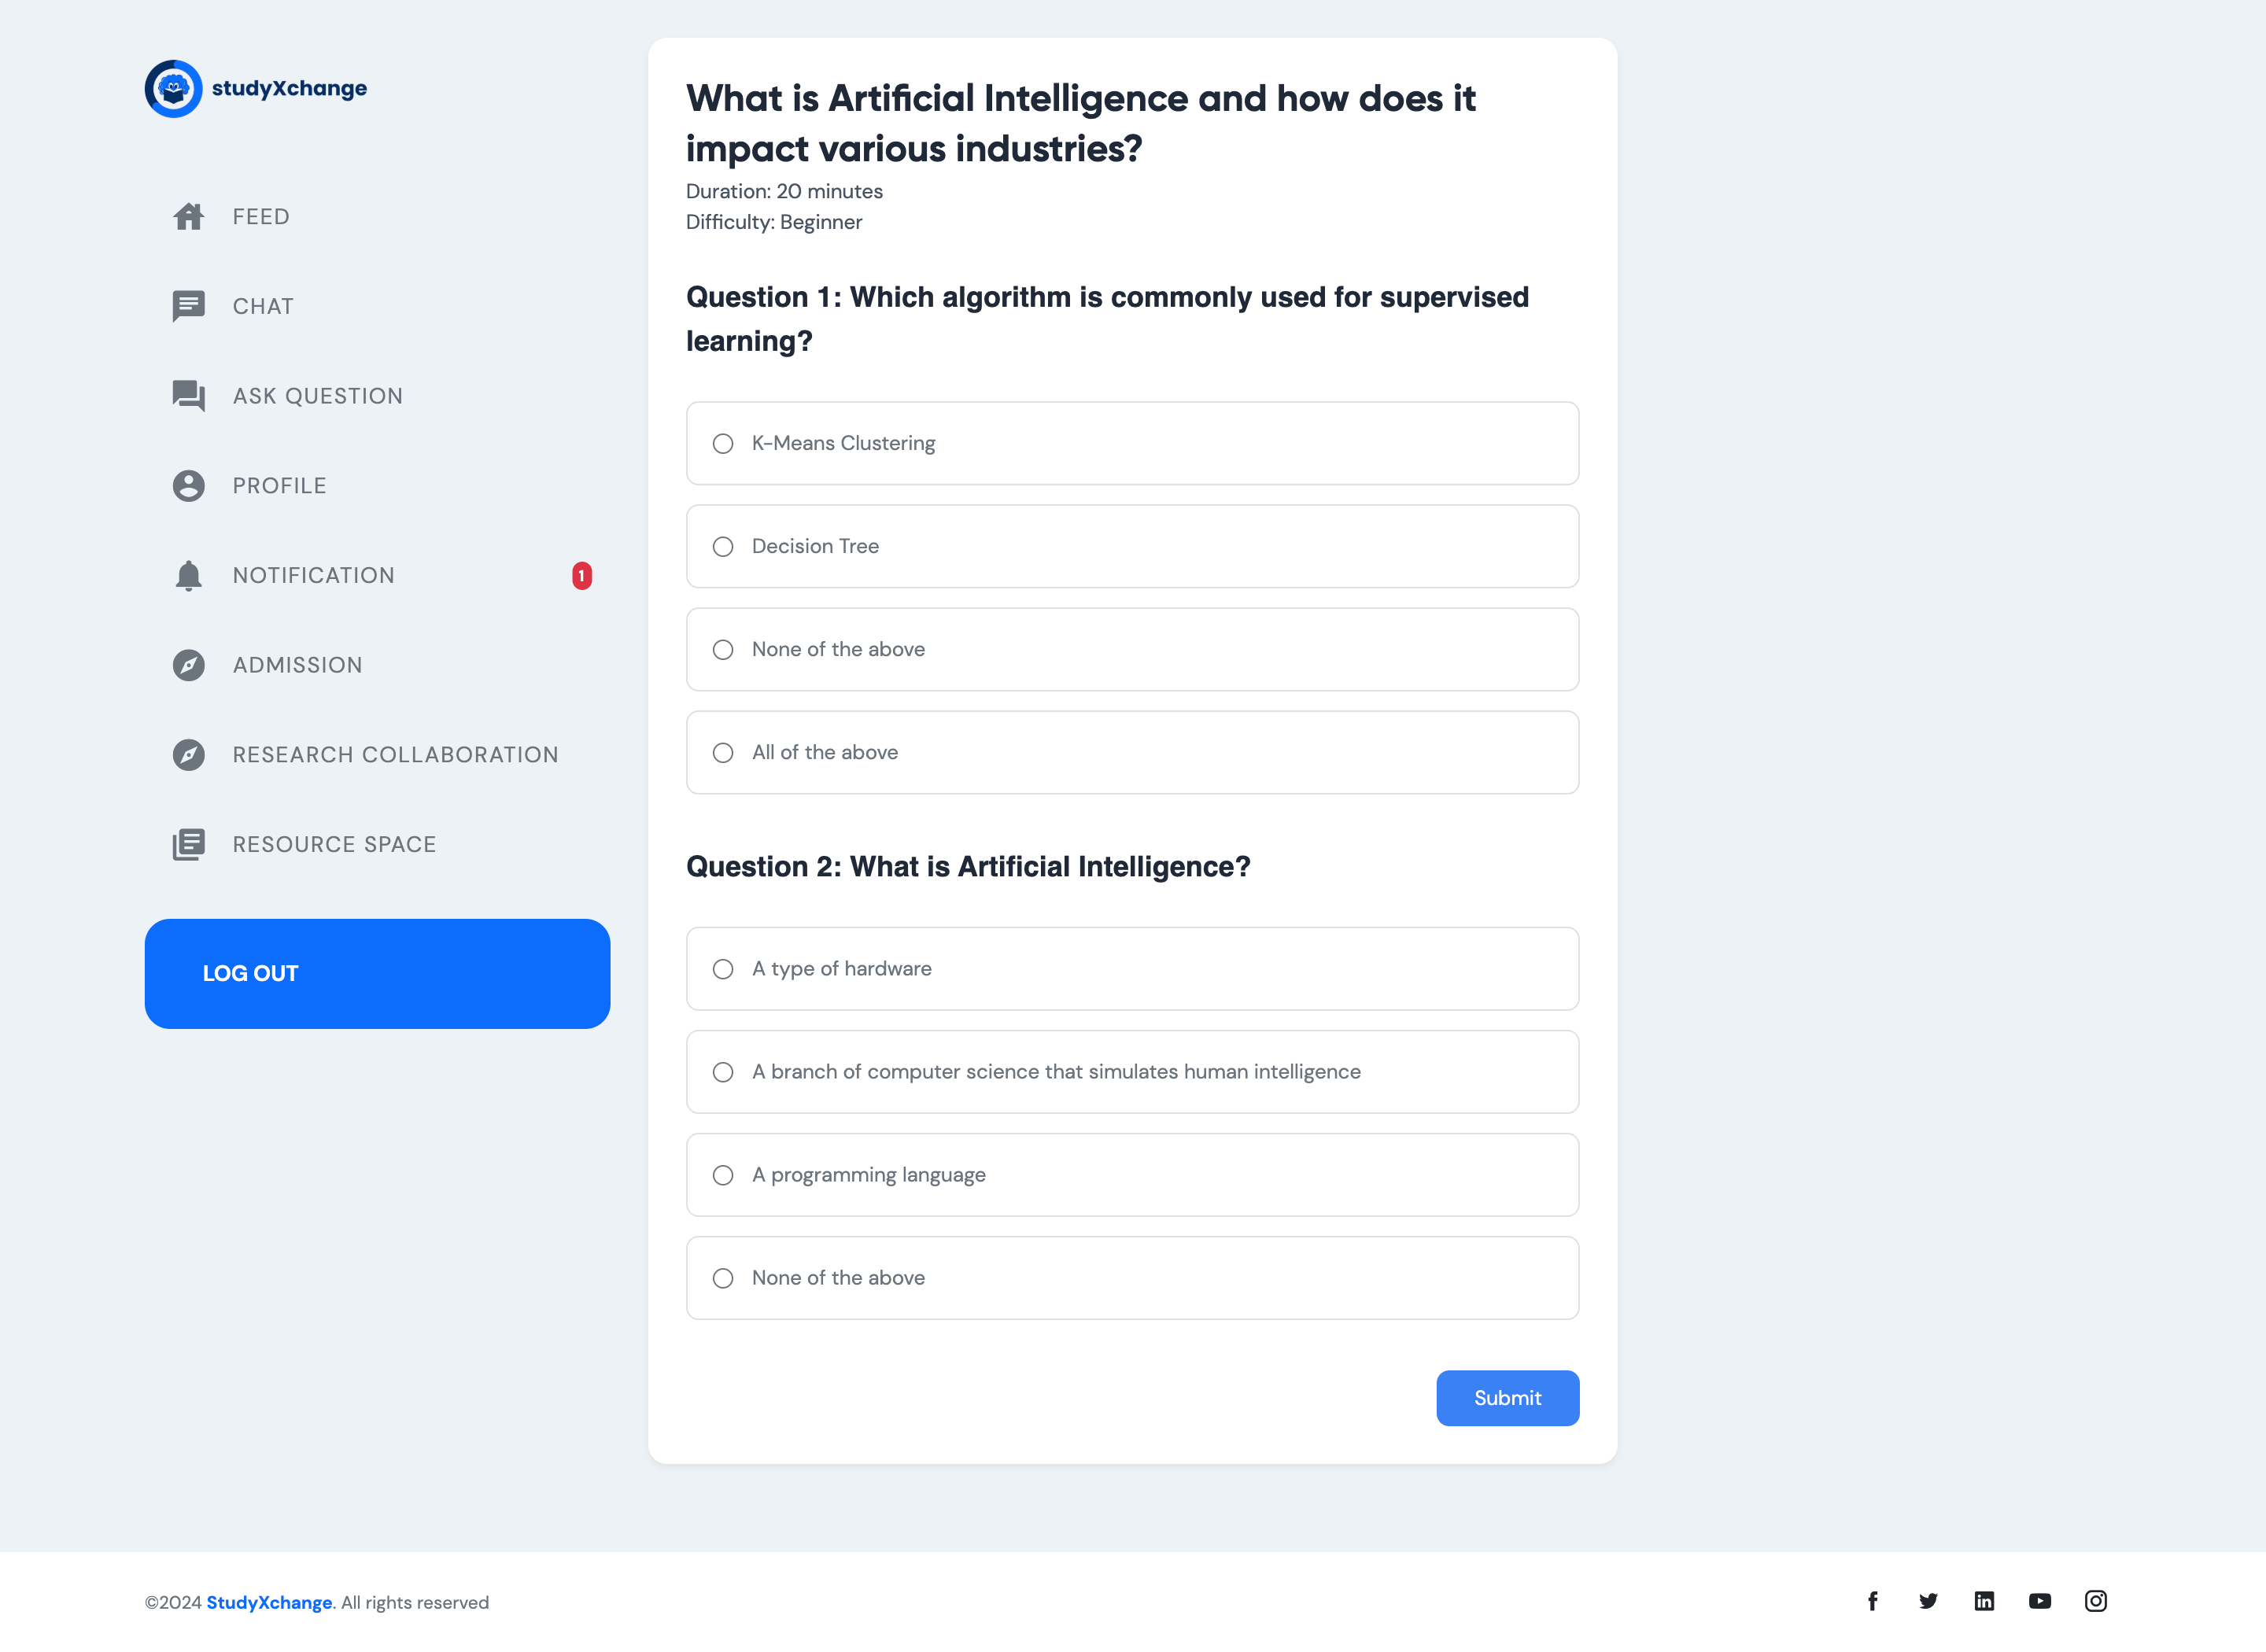 studyXchange
FEED
CHAT
ASK QUESTION
PROFILE
NOTIFICATION
1
ADMISSION
RESEARCH COLLABORATION
RESOURCE SPACE
LOG OUT
What is Artificial Intelligence and how does it
impact various industries?
Duration: 20 minutes
Difficulty: Beginner
Question 1: Which algorithm is commonly used for supervised
learning?
K-Means Clustering
Decision Tree
None of the above
All of the above
Question 2: What is Artificial Intelligence?
A type of hardware
A branch of computer science that simulates human intelligence
A programming language
None of the above
Submit
©2024 StudyXchange. All rights reserved